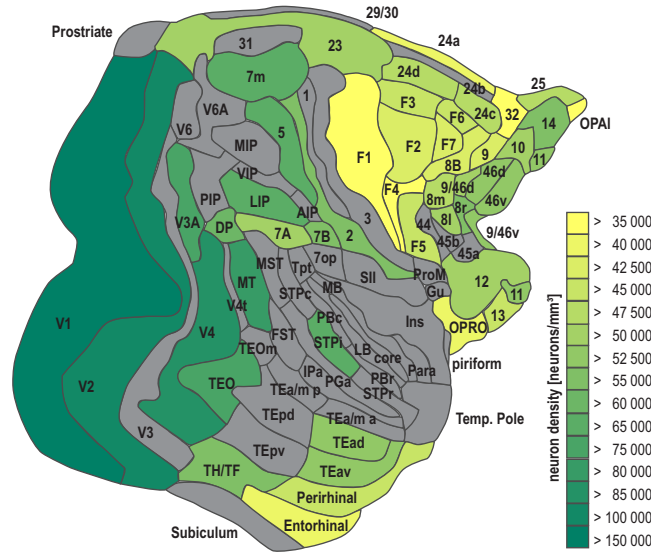 29/30
Prostriate
24a
31
23
7m
24d
24b
25
1
F3
24c
V6A
F6
32
14
OPAI
V6
5
MIP
F1
F2
F7
9
10
11
VIP
8B
46d
PIP
LIP
AIP
F4
9/46d
8m
8r
46v
V3A
DP
7A
7B
2
3
44
8l
9/46v
F5
45b
45a
MST
7op
Tpt
SII
ProM
12
MT
STPc
MB
Gu
11
V4t
PBc
Ins
13
V1
V4
FST
STPi
OPRO
TEOm
LB
core
piriform
V2
TEO
IPa
PGa
PBr
Para
TEa/m p
STPr
V3
TEpd
TEa/m a
Temp. Pole
TEpv
TEad
TH/TF
TEav
Perirhinal
Subiculum
Entorhinal
neuron density [neurons/mm³]
> 35 000
> 40 000
> 42 500
> 45 000
> 47 500
> 50 000
> 52 500
> 55 000
> 60 000
> 65 000
> 75 000
> 80 000
> 85 000
> 100 000
> 150 000